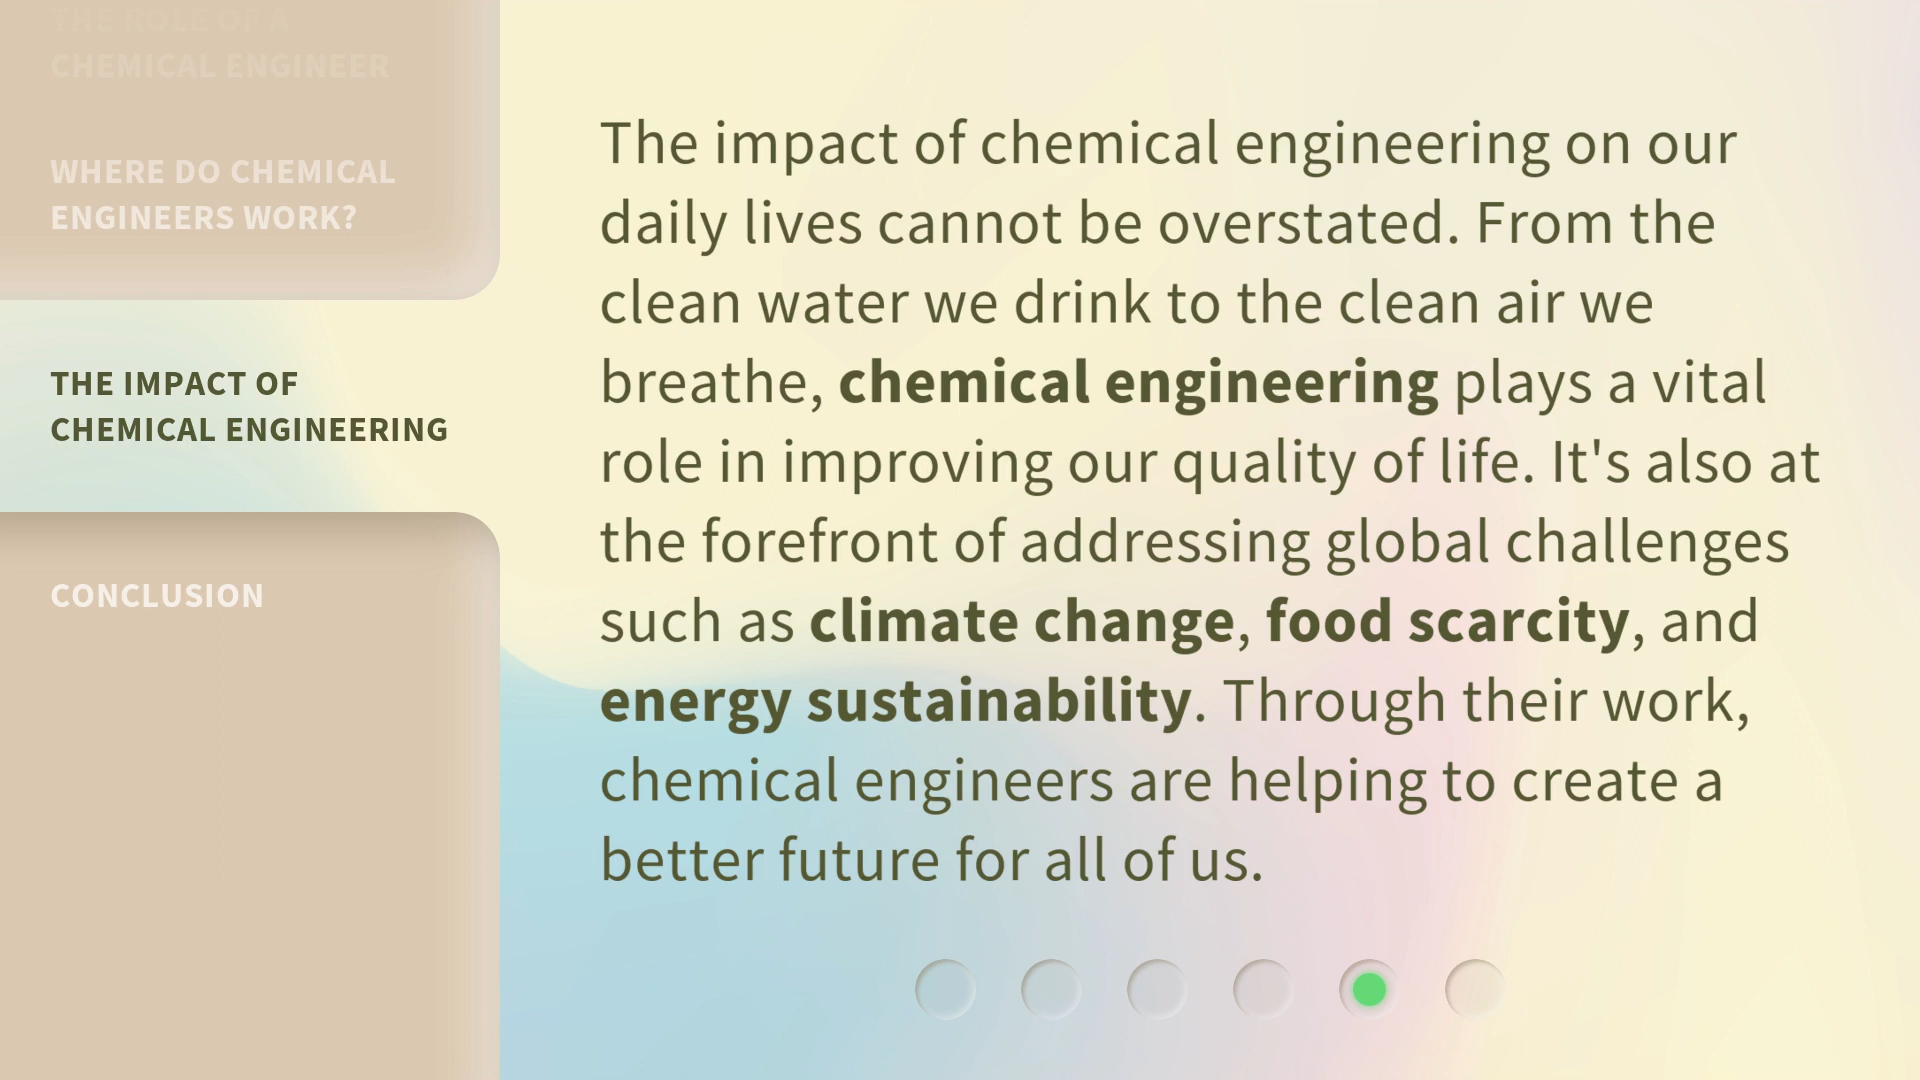 THE ROLE OF A
CHEMICAL ENGINEER
WHERE DO CHEMICAL
ENGINEERS WORK?
THE IMPACT OF
CHEMICAL ENGINEERING
CONCLUSION
The impact of chemical engineering on our
daily lives cannot be overstated. From the
clean water we drink to the clean air we
breathe, chemical engineering plays a vital
role in improving our quality of life. It's also at
the forefront of addressing global challenges
such as climate change, food scarcity, and
energy sustainability. Through their work,
chemical engineers are helping to create a
better future for all of us.